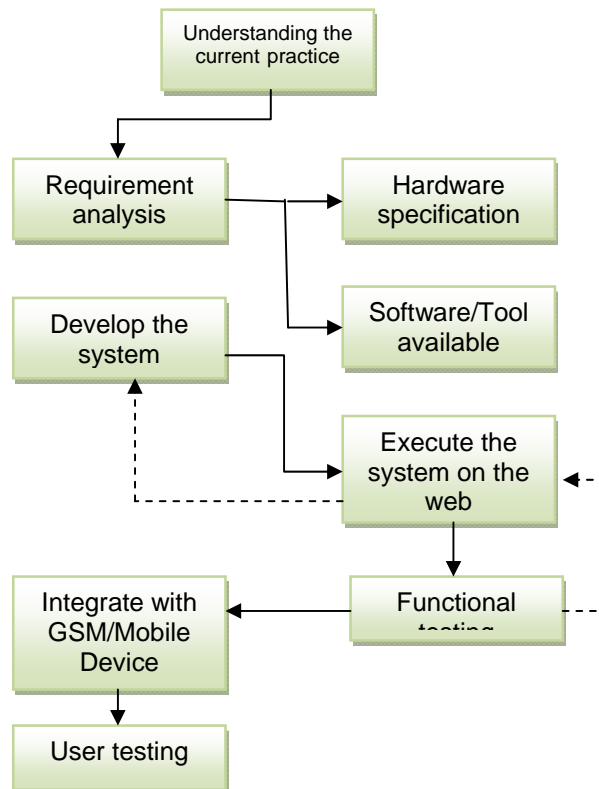 Understanding the
current practice
Requirement
analysis
Hardware
specification
Software/Tool
available
Develop the
system
Execute the
system on the
web
Functional
testing
Integrate with
GSM/Mobile
Device
User testing